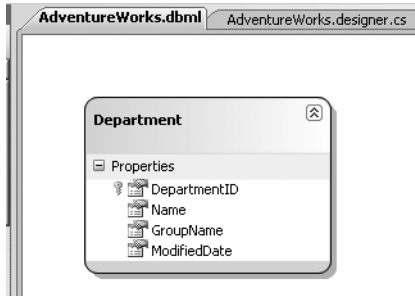 AdventureWorks.dbml AdventureWorks.designer.cs
Department
Properties
DepartmentID
Name
GroupName
ModifiedDate